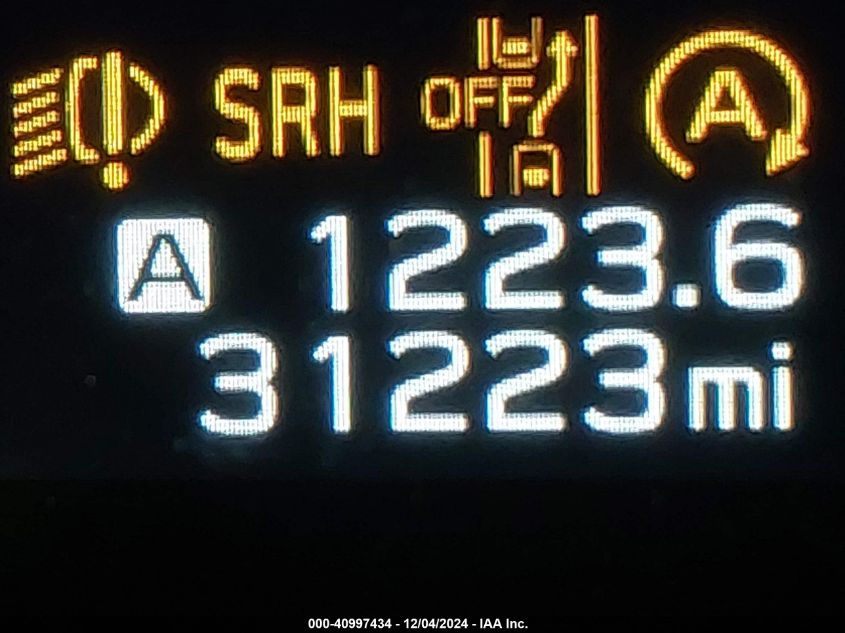 SRH OFF A
A 1223.6
31223mi
000-40997434 - 12/04/2024 - IAA Inc.